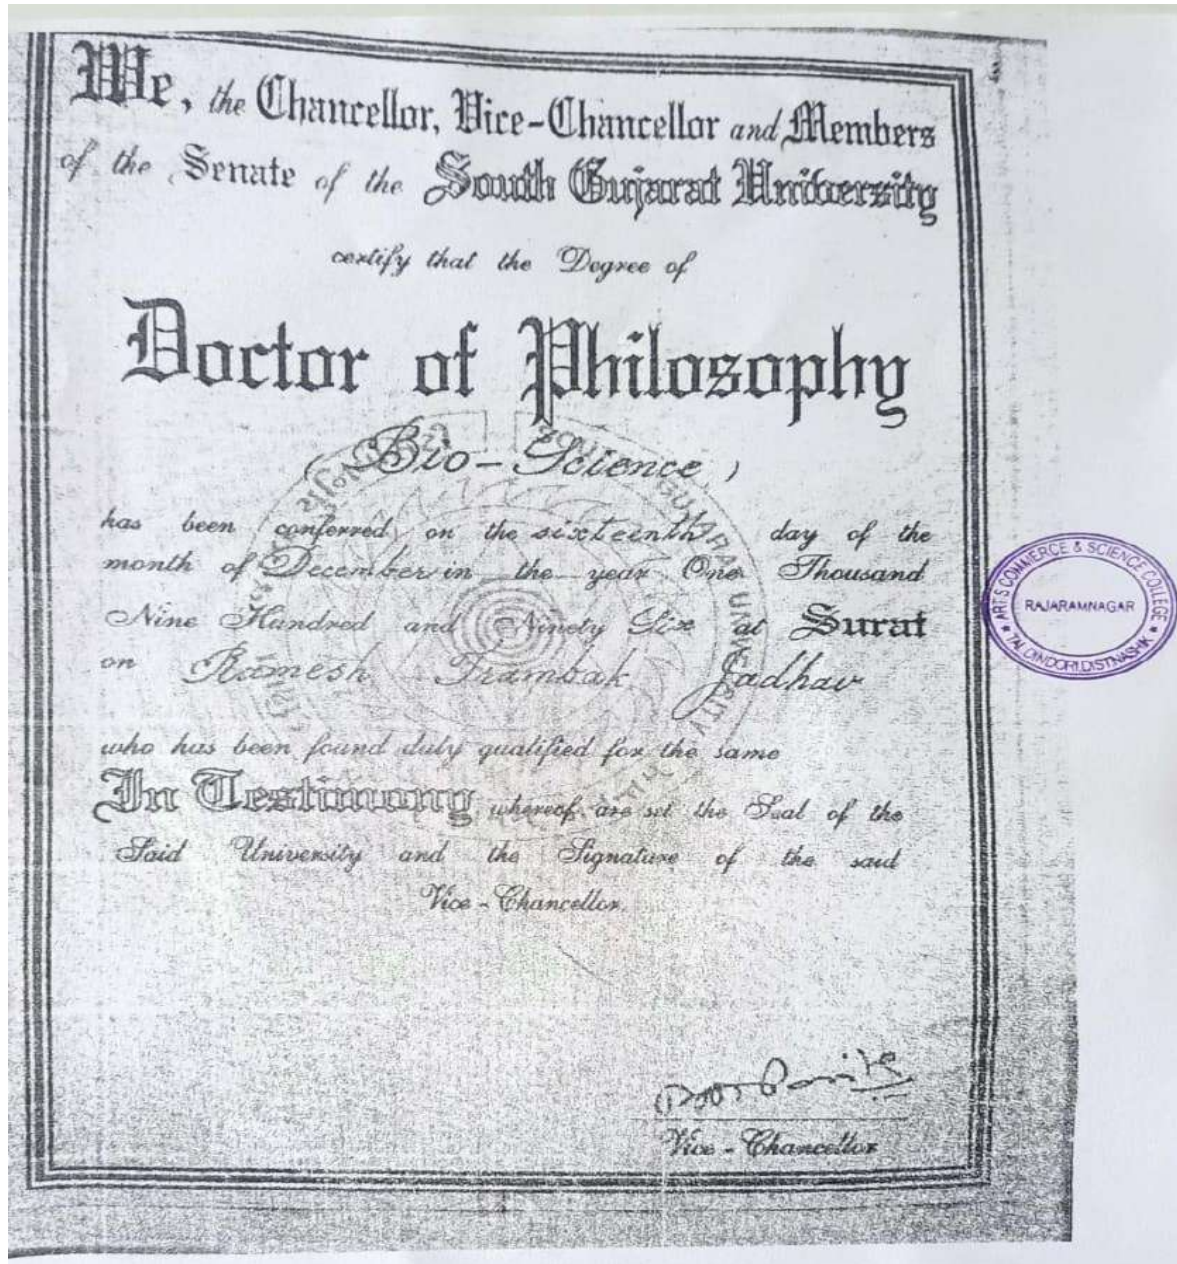 We, the Chancellor, Vice-Chancellor and Members
of the Senate of the South Gujarat University
certify that the Degree of
Doctor of Philosophy
(Bio-Science)
has been conferred on the sixteenth day of the
month of December in the year One Thousand
Nine Hundred and Ninety Six at Surat
on Ramesh Trambak Jadhav
who has been found duly qualified for the same
In Testimony whereof are set the Seal of the
Said University and the Signature of the said
Vice-Chancellor.
Vice-Chancellor
ARTS COMMERCE & SCIENCE COLLEGE
RAJARAMNAGAR
TAL DINDORI.DIST.NASHIK
GUJARAT UNIVERSITY